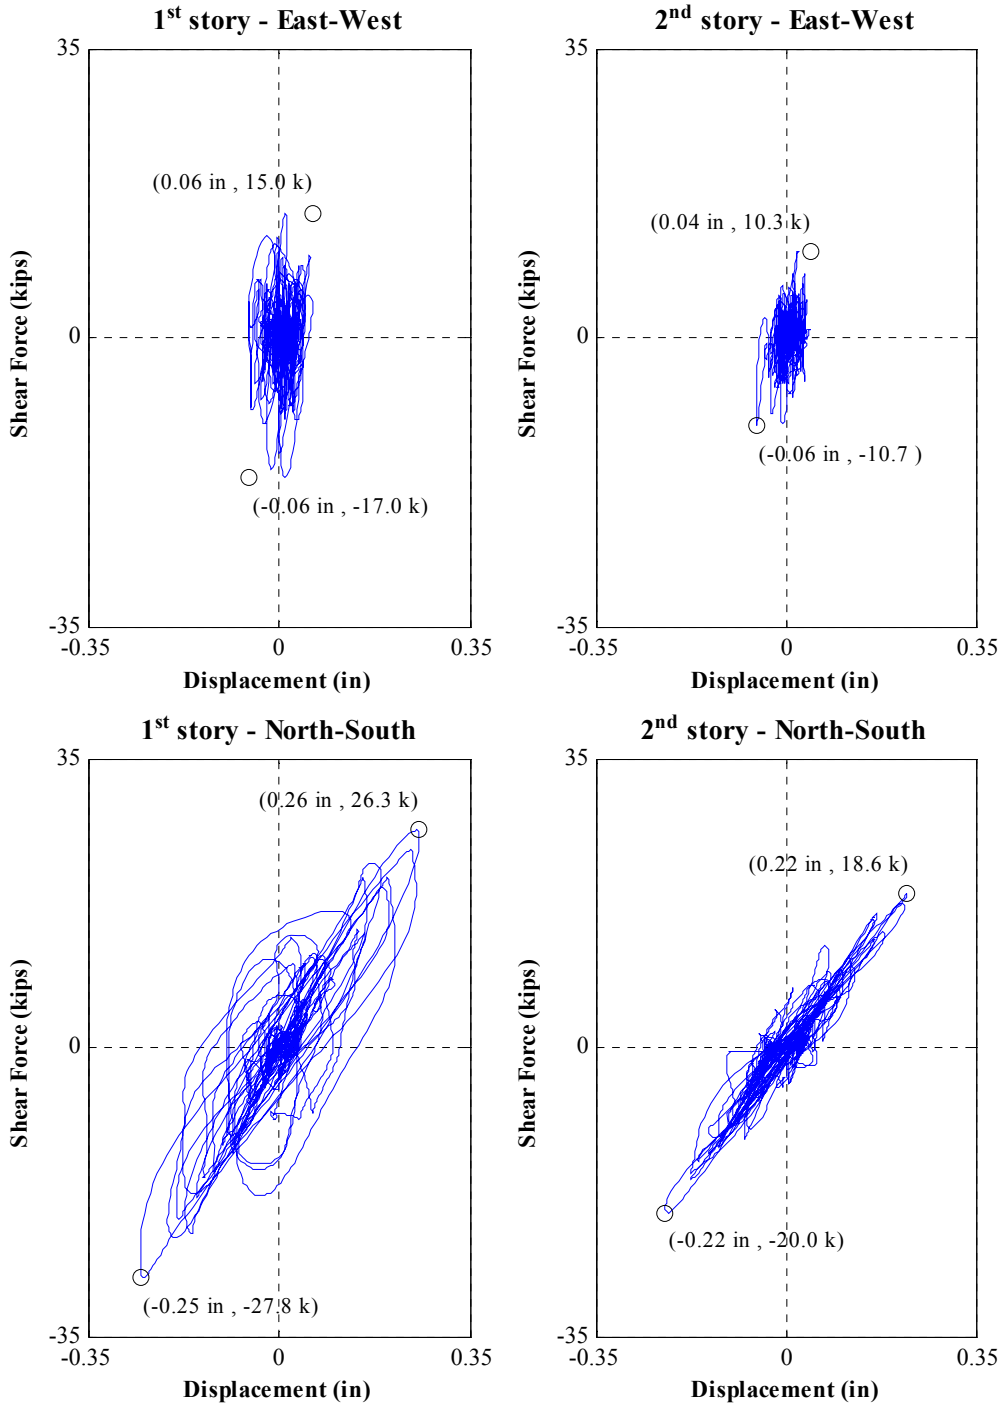 1st story - East-West
35
(0.06 in , 15.0 k)
Shear Force (kips)
0
(-0.06 in , -17.0 k)
-35
-0.35 0 0.35
Displacement (in)
2nd story - East-West
35
(0.04 in , 10.3 k)
Shear Force (kips)
0
(-0.06 in , -10.7 )
-35
-0.35 0 0.35
Displacement (in)
1st story - North-South
35
(0.26 in , 26.3 k)
Shear Force (kips)
0
(-0.25 in , -27.8 k)
-35
-0.35 0 0.35
Displacement (in)
2nd story - North-South
35
(0.22 in , 18.6 k)
Shear Force (kips)
0
(-0.22 in , -20.0 k)
-35
-0.35 0 0.35
Displacement (in)